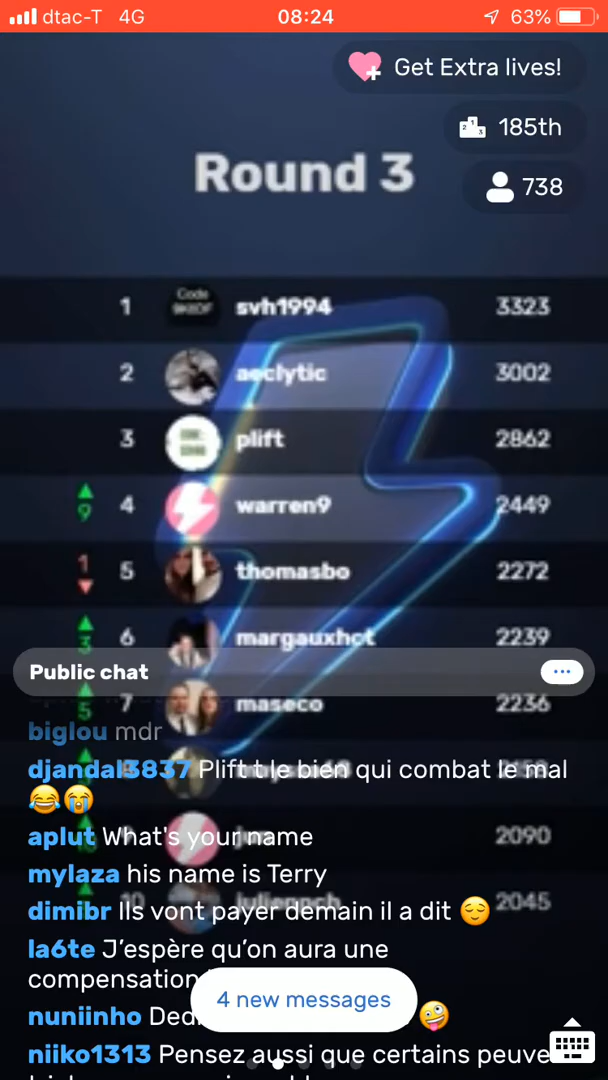 dtac-T 4G 08:24 63%
Get Extra lives!
185th
Round 3
738
1 Code svh1994 3323
2 aeclytic 3002
3 plift 2862
9 4 warren9 2449
1 5 thomasbo 2272
3 6 margauxhct 2239
Public chat ...
5 7 maseco 2236
biglou mdr
djandal3837 Plift t le bien qui combat le mal
😂😭
aplut What's your name 2090
mylaza his name is Terry
dimibr Ils vont payer demain il a dit 😌 2045
la6te J’espère qu’on aura une
compensation
4 new messages
nuniinho Ded 🤪
niiko1313 Pensez aussi que certains peuve